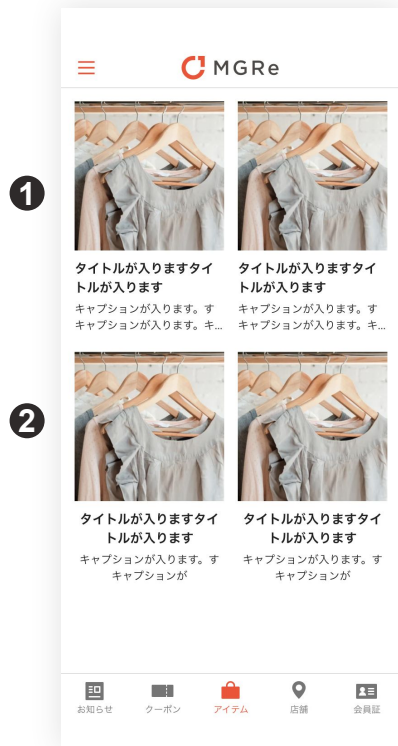 MGRe
1
タイトルが入りますタイ
トルが入ります
キャプションが入ります。す
キャプションが入ります。キ...
タイトルが入りますタイ
トルが入ります
キャプションが入ります。す
キャプションが入ります。キ...
2
タイトルが入りますタイ
トルが入ります
キャプションが入ります。す
キャプションが
タイトルが入りますタイ
トルが入ります
キャプションが入ります。す
キャプションが
お知らせ
クーポン
アイテム
店舗
会員証